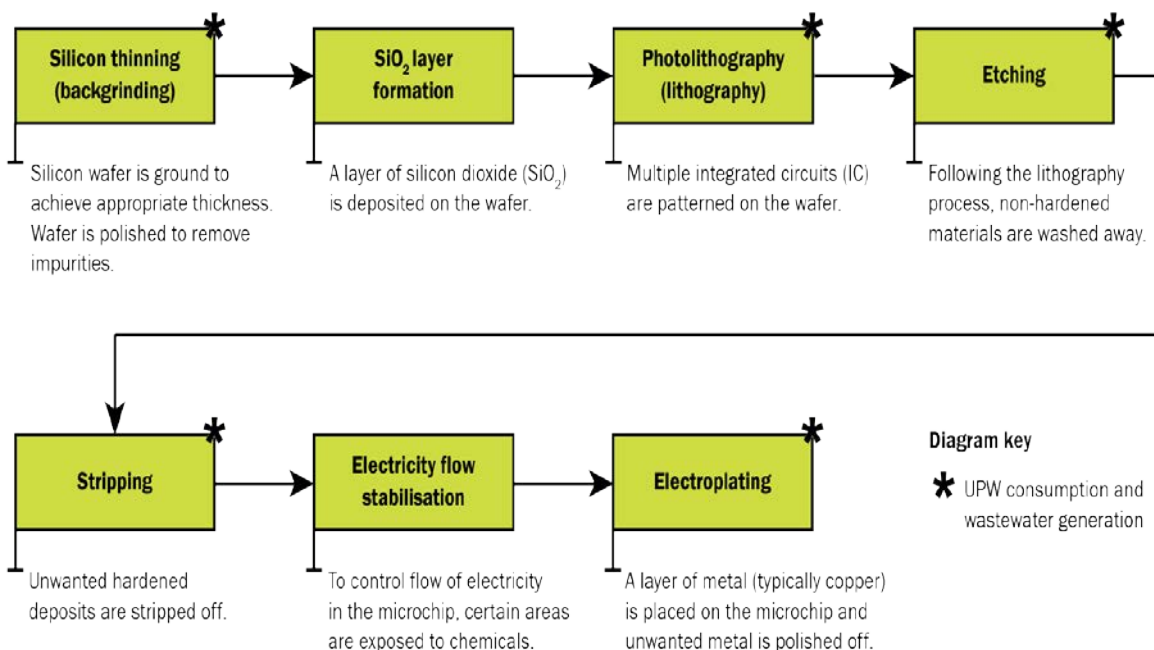 Silicon thinning
(backgrinding)
*
SiO₂ layer
formation
Photolithography
(lithography)
*
Etching
*
Silicon wafer is ground to
achieve appropriate thickness.
Wafer is polished to remove
impurities.
A layer of silicon dioxide (SiO₂)
is deposited on the wafer.
Multiple integrated circuits (IC)
are patterned on the wafer.
Following the lithography
process, non-hardened
materials are washed away.
Stripping
*
Electricity flow
stabilisation
Electroplating
*
Unwanted hardened
deposits are stripped off.
To control flow of electricity
in the microchip, certain areas
are exposed to chemicals.
A layer of metal (typically copper)
is placed on the microchip and
unwanted metal is polished off.
Diagram key
* UPW consumption and
wastewater generation